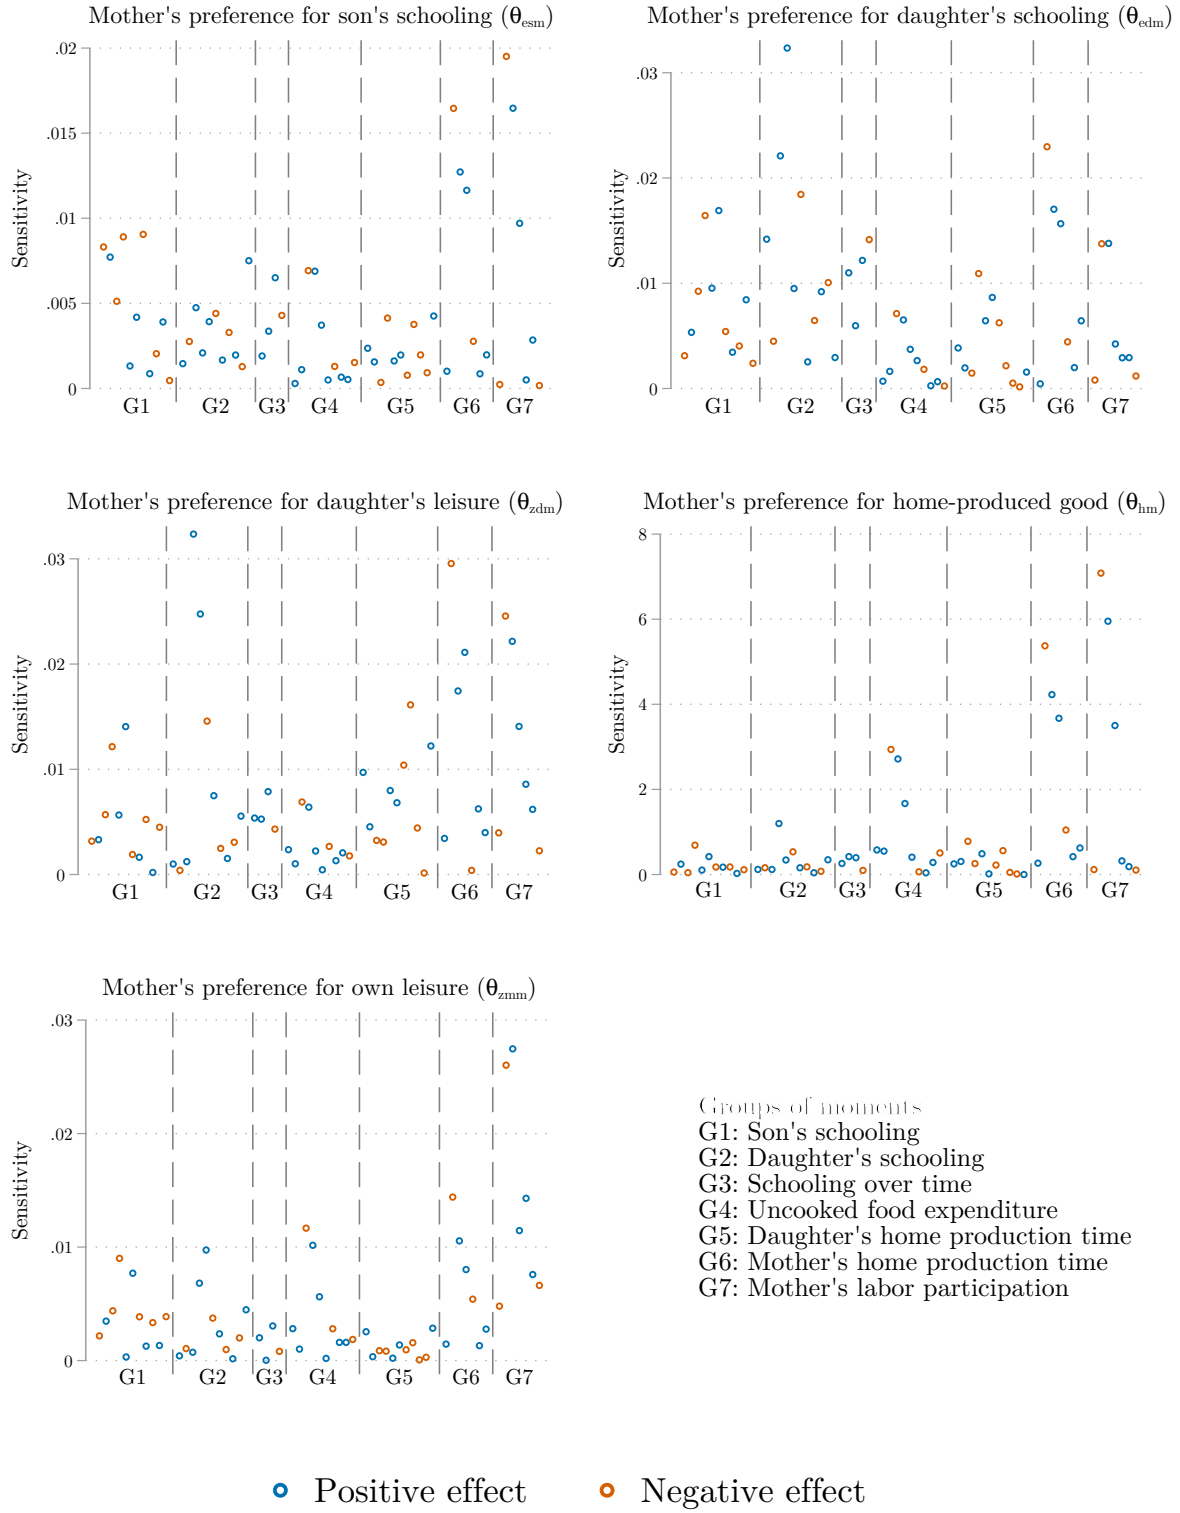 Mother's preference for son's schooling (θesm)
Sensitivity
.02
.015
.01
.005
0
G1 G2 G3 G4 G5 G6 G7
Mother's preference for daughter's schooling (θedm)
Sensitivity
.03
.02
.01
0
G1 G2 G3 G4 G5 G6 G7
Mother's preference for daughter's leisure (θzdm)
Sensitivity
.03
.02
.01
0
G1 G2 G3 G4 G5 G6 G7
Mother's preference for home-produced good (θhm)
Sensitivity
8
6
4
2
0
G1 G2 G3 G4 G5 G6 G7
Mother's preference for own leisure (θzmm)
Sensitivity
.03
.02
.01
0
G1 G2 G3 G4 G5 G6 G7
Groups of moments
G1: Son's schooling
G2: Daughter's schooling
G3: Schooling over time
G4: Uncooked food expenditure
G5: Daughter's home production time
G6: Mother's home production time
G7: Mother's labor participation
Positive effect Negative effect